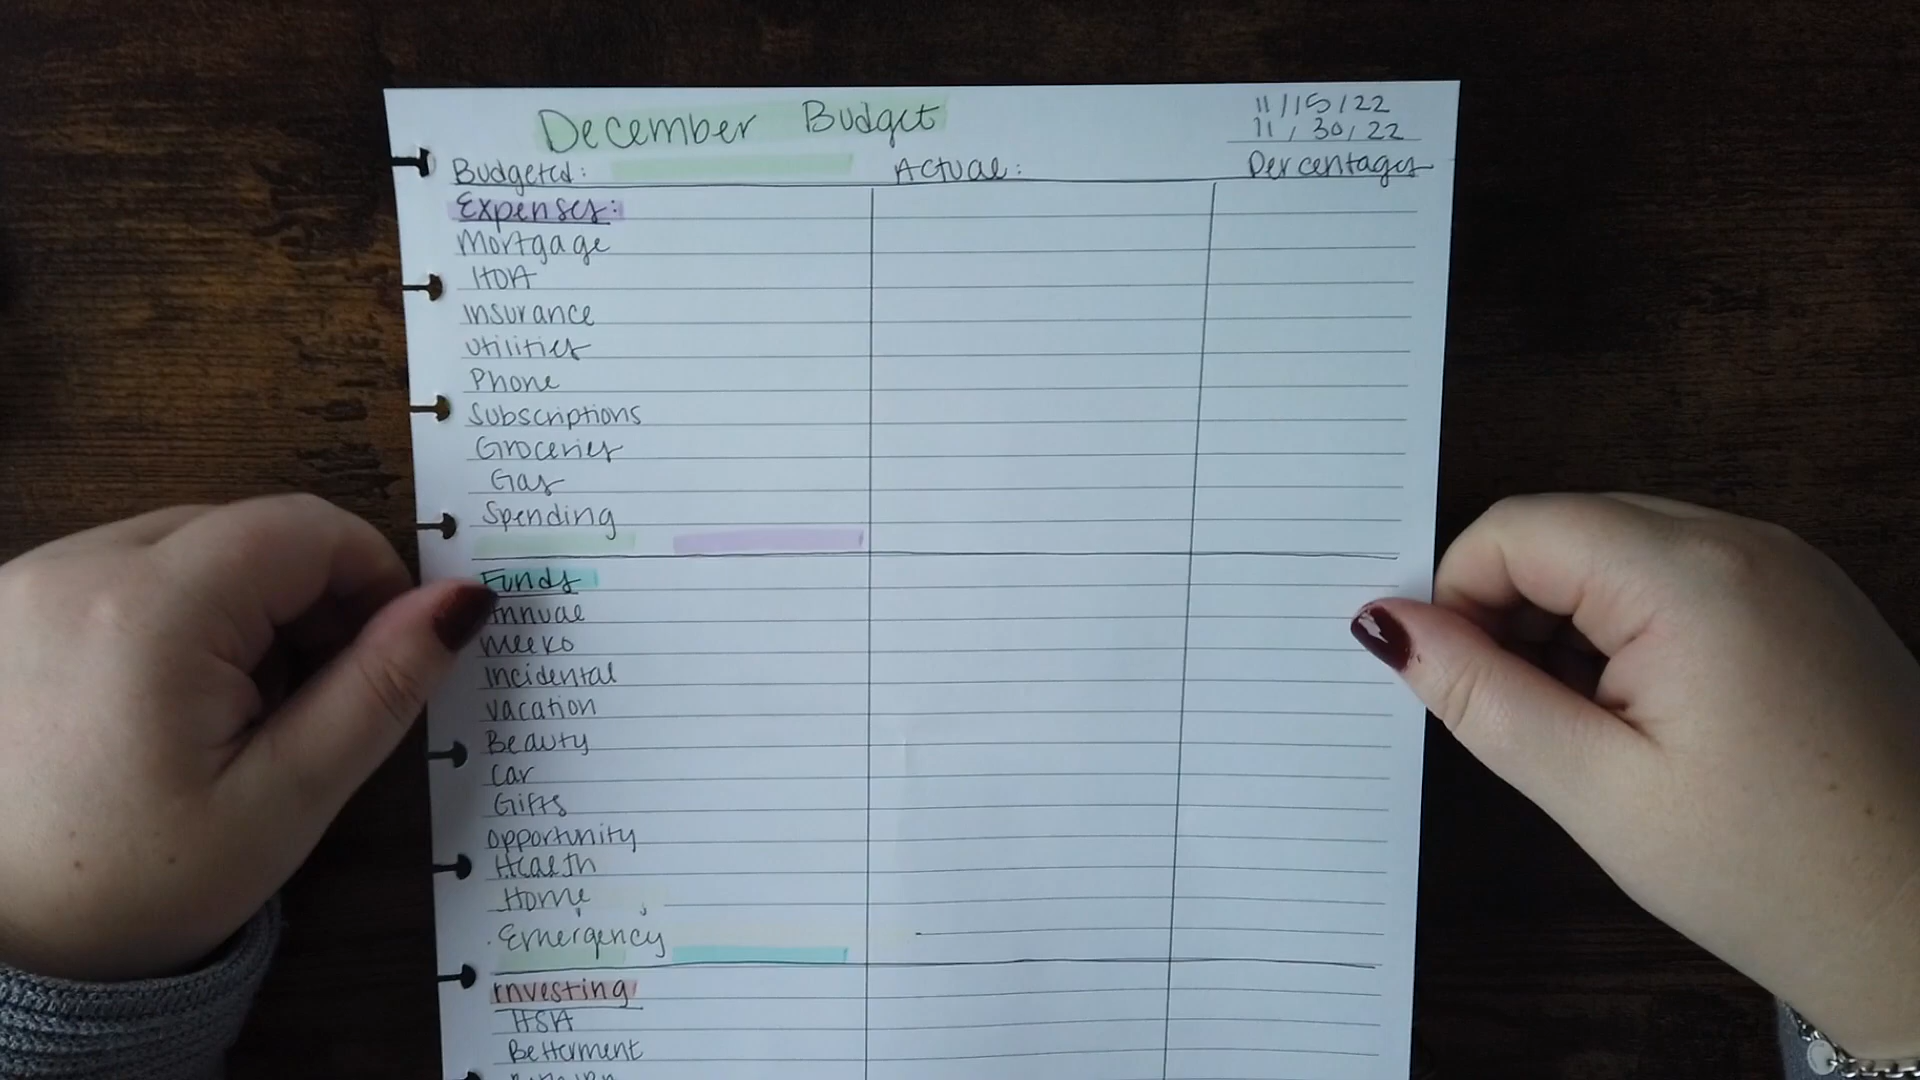 December Budget
11/15/22
11/30/22
Budgeted: Actual: Percentages
Expenses:
Mortgage
HOA
Insurance
Utilities
Phone
Subscriptions
Groceries
Gas
Spending
Funds
Annual
Meeko
Incidental
Vacation
Beauty
Car
Gifts
Opportunity
Health
Home
Emergency
Investing
HSA
Betterment